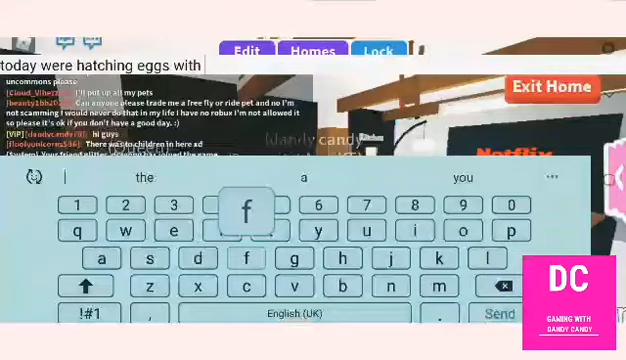 Edit Homes Lock
today were hatching eggs with
uncommons please
I'll put up all my pets
Can anyone please trade me a free fly or ride pet and no I'm
not scamming I would never do that in my life I have no robux I'm not allowed it
so please it's ok if you don't have a good day. :)
[VIP] [dandycandy78]: hi guys
There was to children in here ad
Exit Home
dandy candy
Netflix
the a you ...
1 2 3 6 7 8 9 0
f
q w e y u i o p
a s d f g h j k l
z x c v b n m
!#1 , English (UK) . Send
DC
GAMING WITH
DANDY CANDY